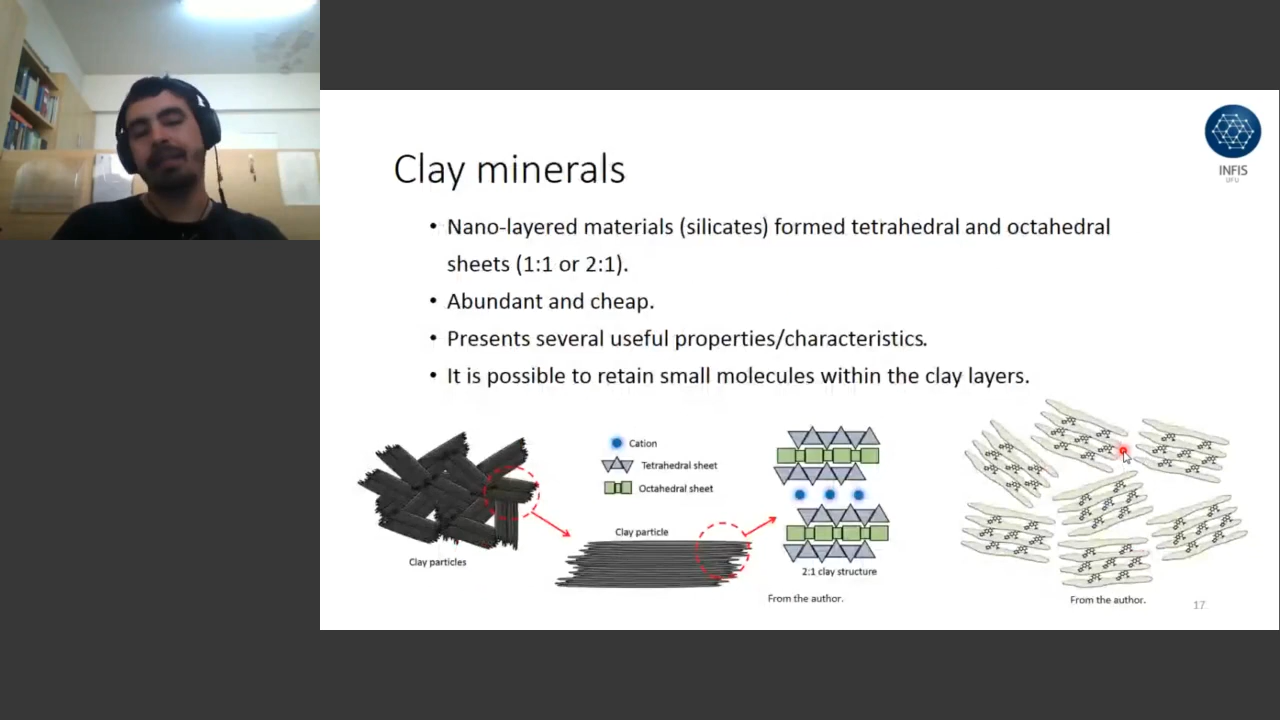 INFIS
UFU
Clay minerals
• Nano-layered materials (silicates) formed tetrahedral and octahedral
sheets (1:1 or 2:1).
• Abundant and cheap.
• Presents several useful properties/characteristics.
• It is possible to retain small molecules within the clay layers.
Cation
Tetrahedral sheet
Octahedral sheet
Clay particles
Clay particle
2:1 clay structure
From the author.
From the author.
17